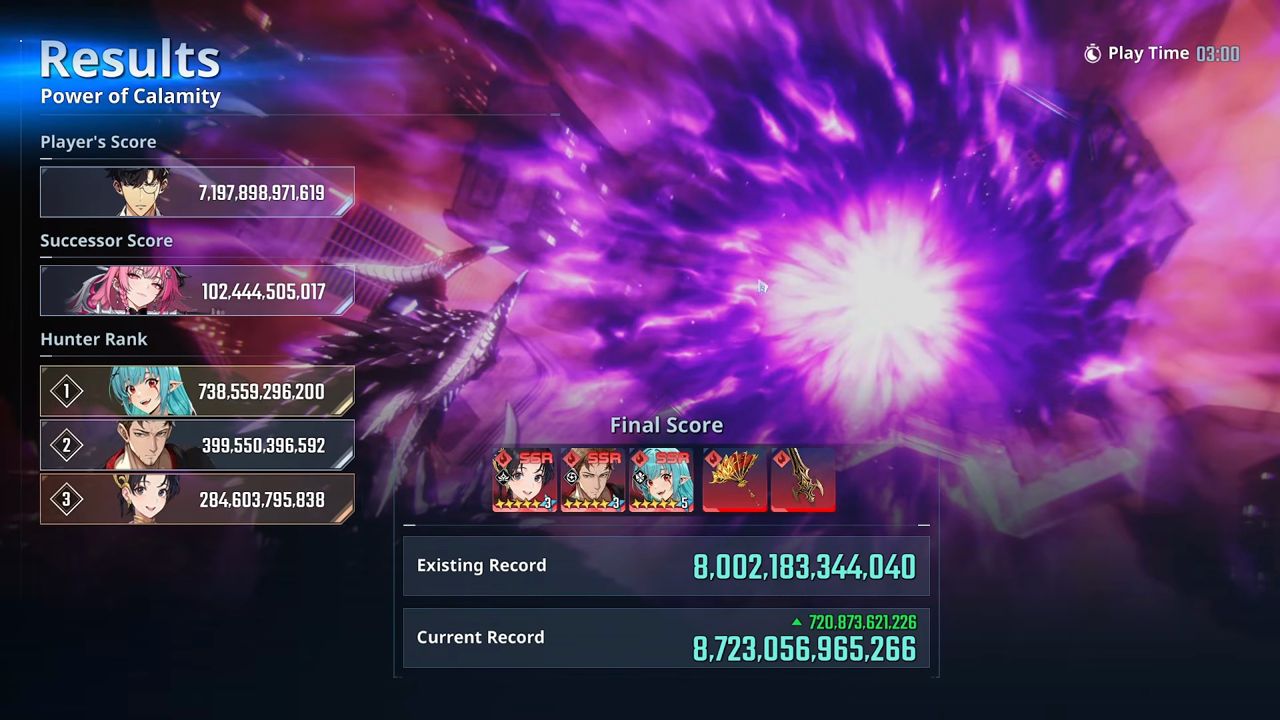 Results
Power of Calamity
Play Time 03:00
Player's Score
7,197,898,971,619
Successor Score
102,444,505,017
Hunter Rank
1 738,559,296,200
2 399,550,396,592
3 284,603,795,838
Final Score
SSR SSR SSR
3 3 5
Existing Record 8,002,183,344,040
720,873,621,226
Current Record 8,723,056,965,266